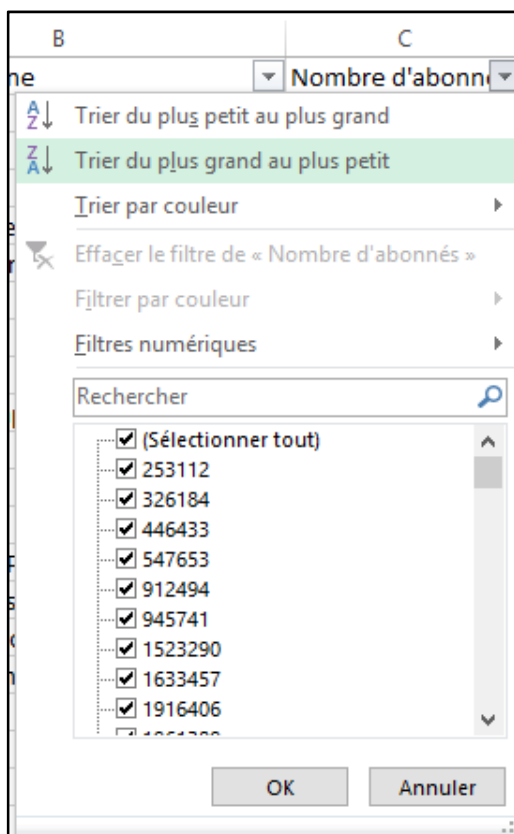 B C
ne Nombre d'abonn
Trier du plus petit au plus grand
Trier du plus grand au plus petit
Trier par couleur
Effacer le filtre de « Nombre d'abonnés »
Filtrer par couleur
Filtres numériques
Rechercher
(Sélectionner tout)
253112
326184
446433
547653
912494
945741
1523290
1633457
1916406
OK Annuler